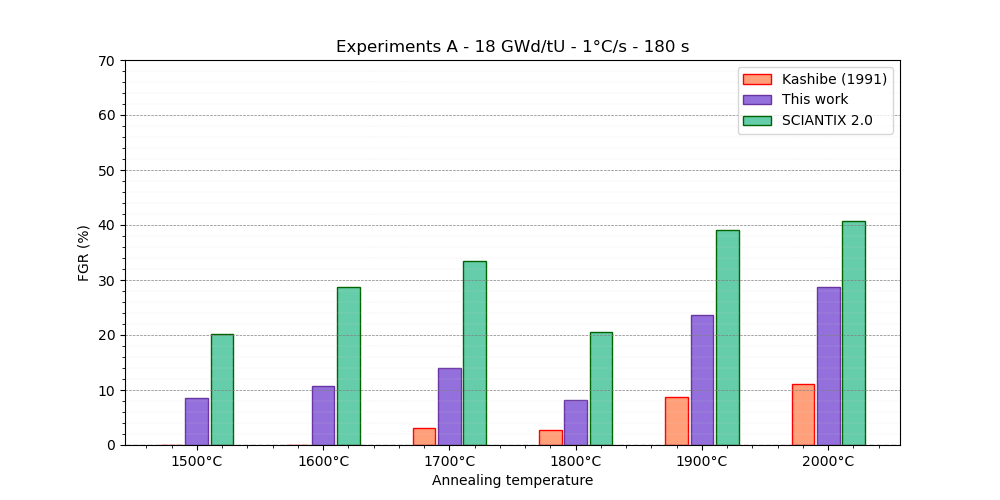 Experiments A - 18 GWd/tU - 1°C/s - 180 s
70
60
50
40
30
20
10
0
FGR (%)
Kashibe (1991)
This work
SCIANTIX 2.0
1500°C
1600°C
1700°C
1800°C
1900°C
2000°C
Annealing temperature